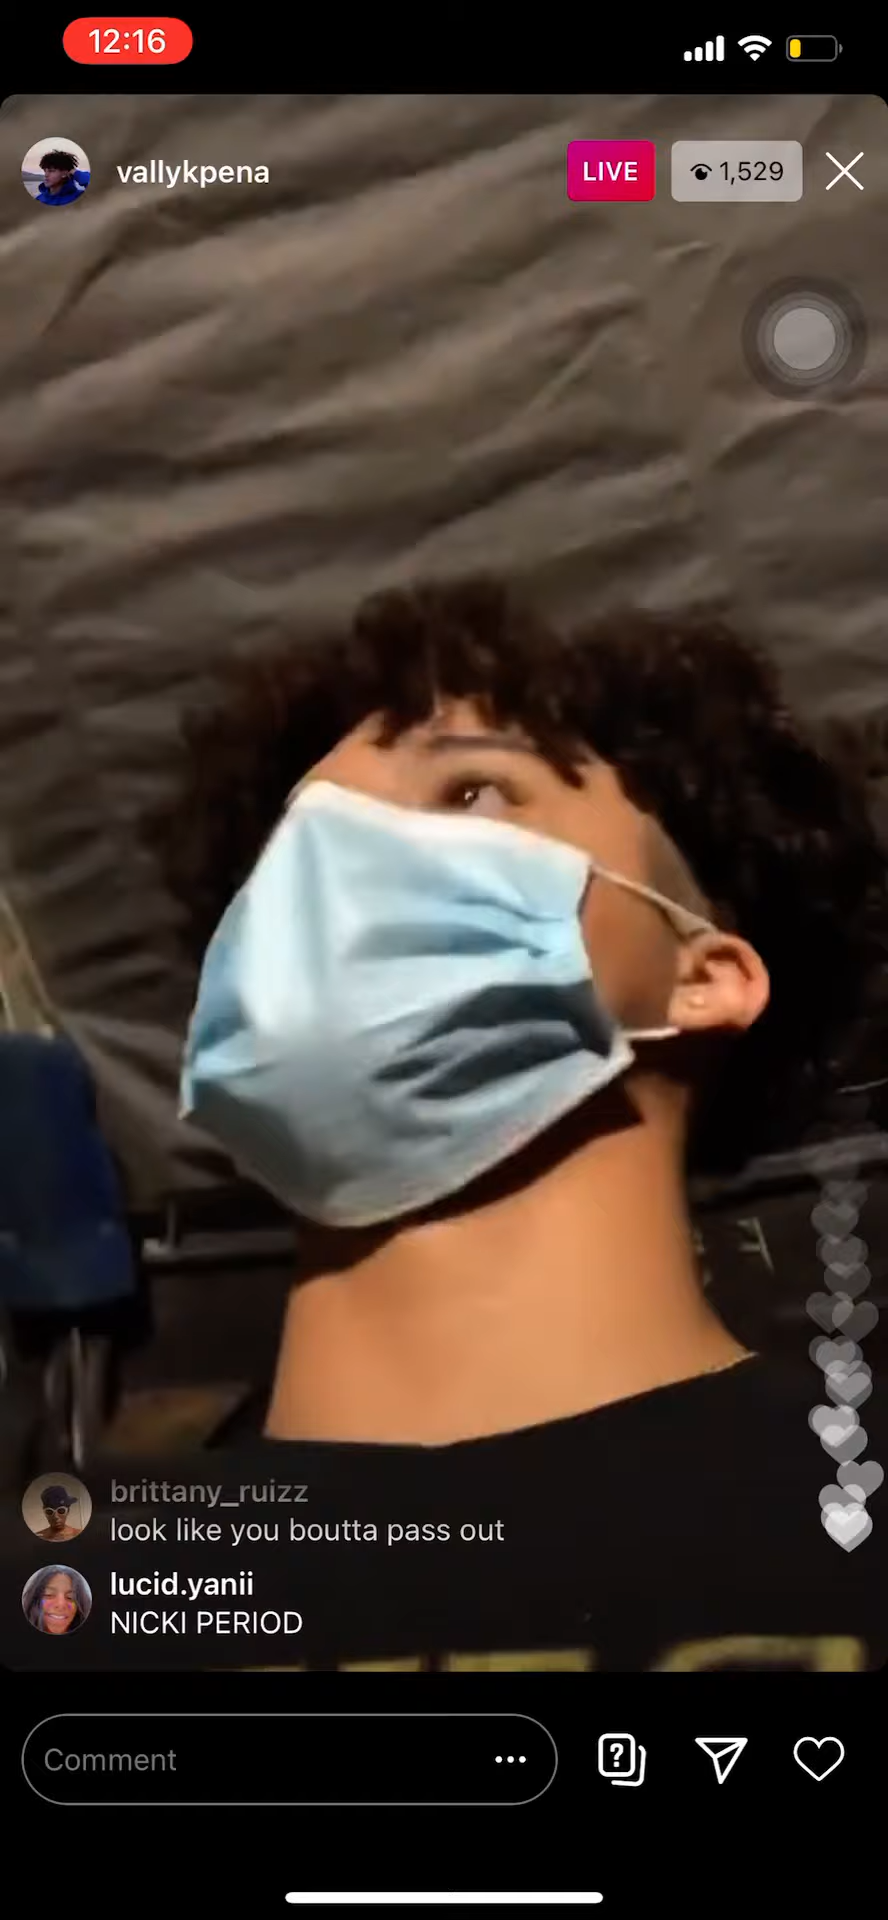 12:16
vallykpena
LIVE
1,529
brittany_ruizz
look like you boutta pass out
lucid.yanii
NICKI PERIOD
Comment